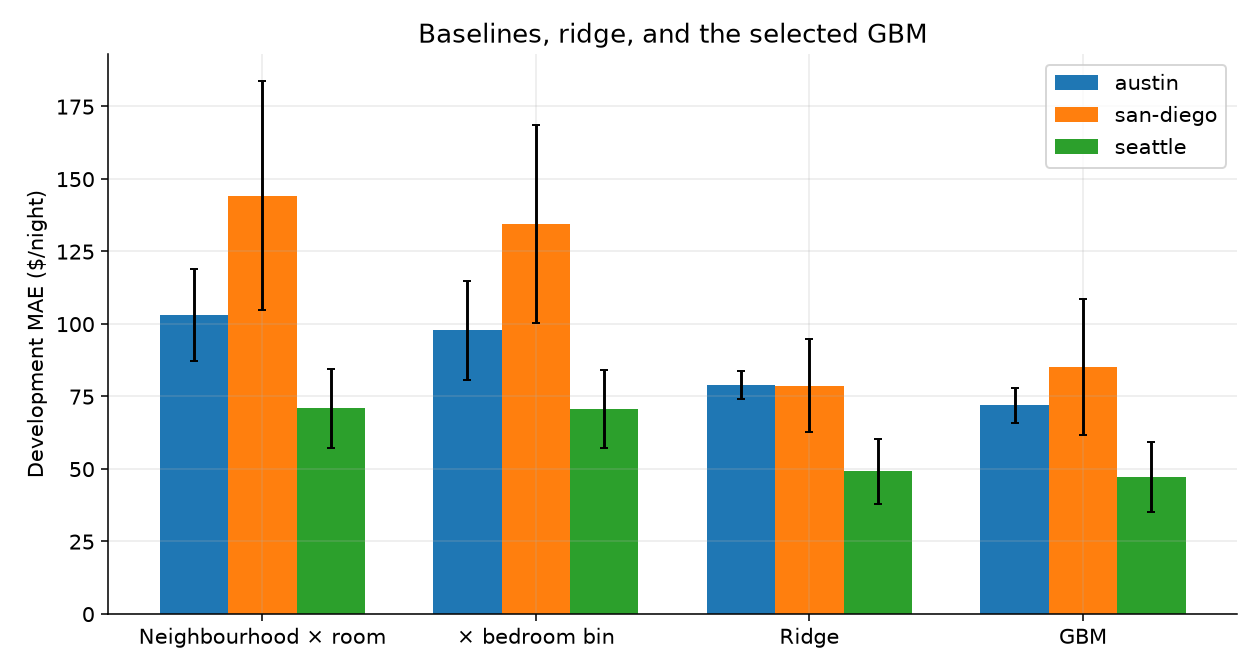 Baselines, ridge, and the selected GBM
austin
san-diego
seattle
Development MAE ($/night)
175
150
125
100
75
50
25
0
Neighbourhood × room
× bedroom bin
Ridge
GBM